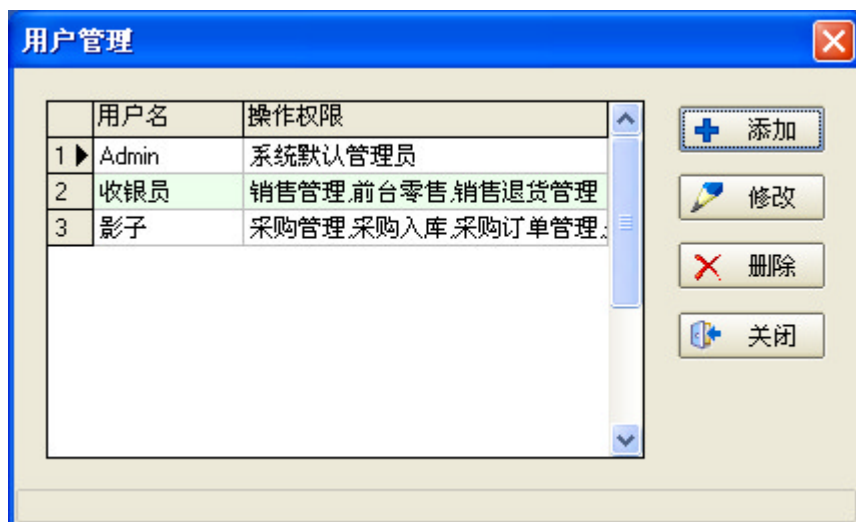 用户管理
用户名 操作权限
1 Admin 系统默认管理员
2 收银员 销售管理,前台零售,销售退货管理
3 影子 采购管理,采购入库,采购订单管理,
添加
修改
删除
关闭